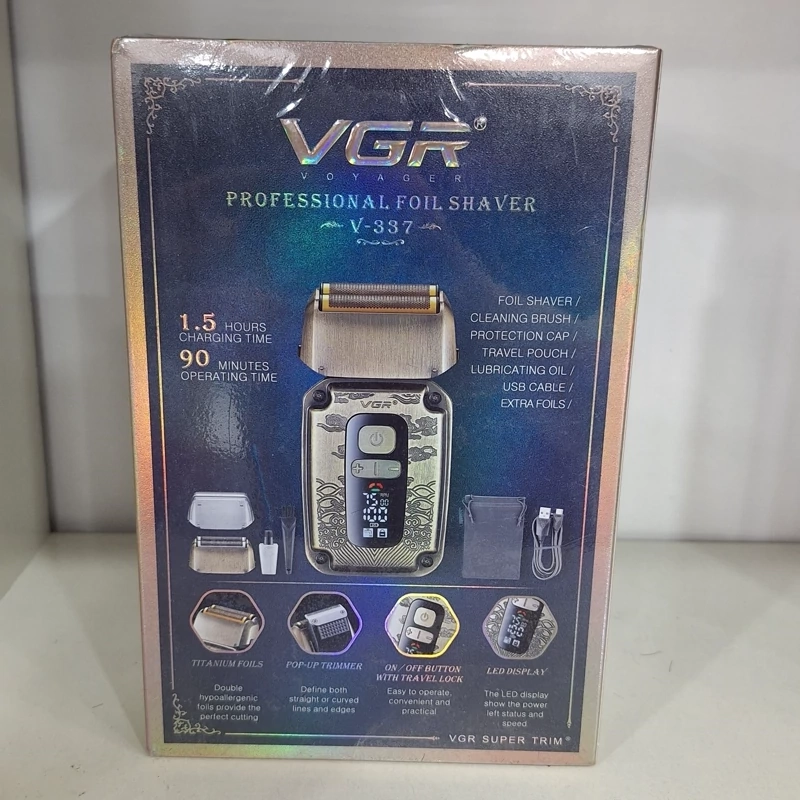 VGR®
VOYAGER
PROFESSIONAL FOIL SHAVER
V-337
1.5 HOURS
CHARGING TIME
90 MINUTES
OPERATING TIME
FOIL SHAVER /
CLEANING BRUSH /
PROTECTION CAP /
TRAVEL POUCH /
LUBRICATING OIL /
USB CABLE /
EXTRA FOILS /
VGR®
75 00
100
TITANIUM FOILS
Double
hypoallergenic
foils provide the
perfect cutting
POP-UP TRIMMER
Define both
straight or curved
lines and edges
ON / OFF BUTTON
WITH TRAVEL LOCK
Easy to operate,
convenient and
practical
LED DISPLAY
The LED display
show the power
left status and
speed
VGR SUPER TRIM®